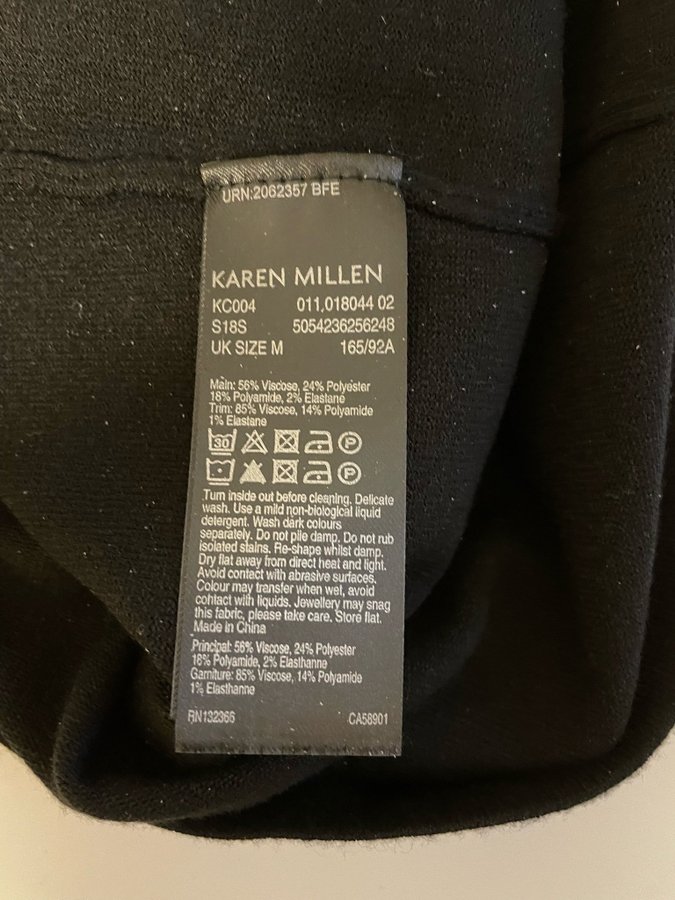 URN:2062357 BFE
KAREN MILLEN
KC004 011,018044 02
S18S 5054236256248
UK SIZE M 165/92A
Main: 56% Viscose, 24% Polyester
18% Polyamide, 2% Elastane
Trim: 85% Viscose, 14% Polyamide
1% Elastane
30 P
P
Turn inside out before cleaning. Delicate
wash. Use a mild non-biological liquid
detergent. Wash dark colours
separately. Do not pile damp. Do not rub
isolated stains. Re-shape whilst damp.
Dry flat away from direct heat and light.
Avoid contact with abrasive surfaces.
Colour may transfer when wet, avoid
contact with liquids. Jewellery may snag
this fabric, please take care. Store flat.
Made in China
Principal: 56% Viscose, 24% Polyester
18% Polyamide, 2% Elasthanne
Garniture: 85% Viscose, 14% Polyamide
1% Elasthanne
RN132366 CA58901